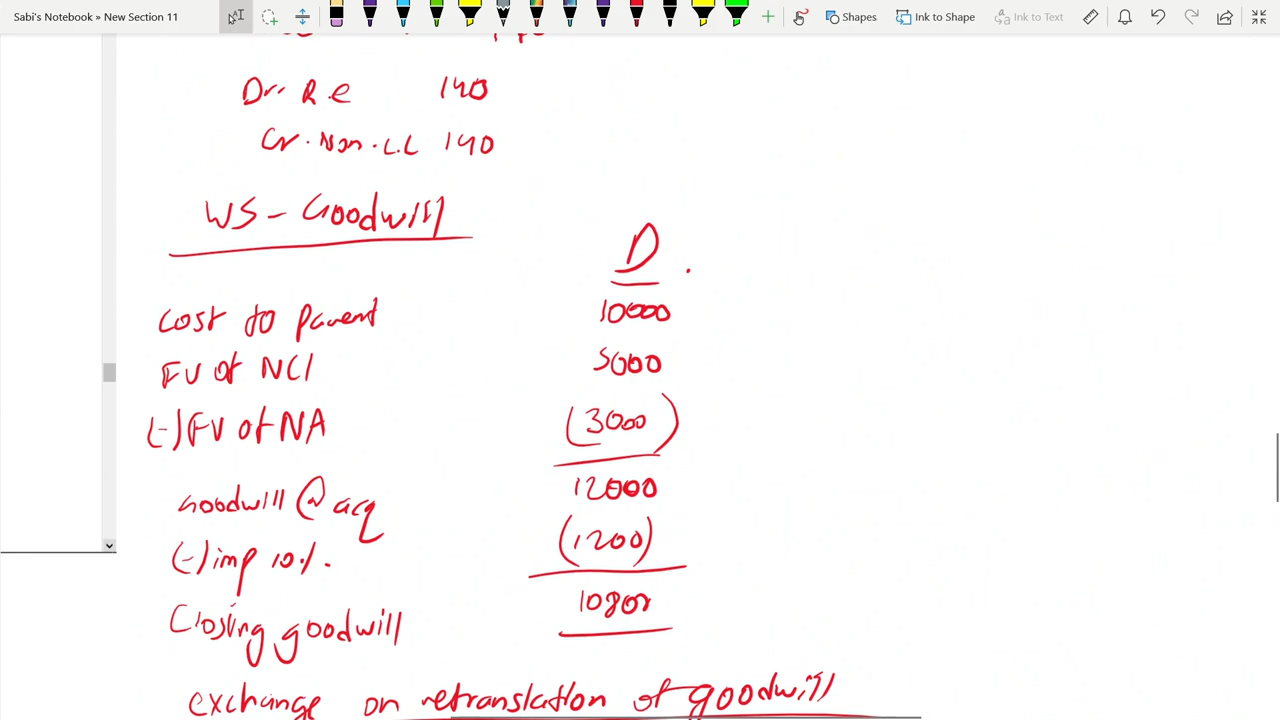 Sabi's Notebook » New Section 11
Shapes
Ink to Shape
Ink to Text
Dr. R.e 140
Cr. Non.C.L 140
WS - Goodwill
D
Cost to parent 10000
FV of NCI 5000
(-) FV of NA (3000)
Goodwill @ acq 12000
(-) imp 10%. (1200)
Closing goodwill 10800
exchange on retranslation of goodwill